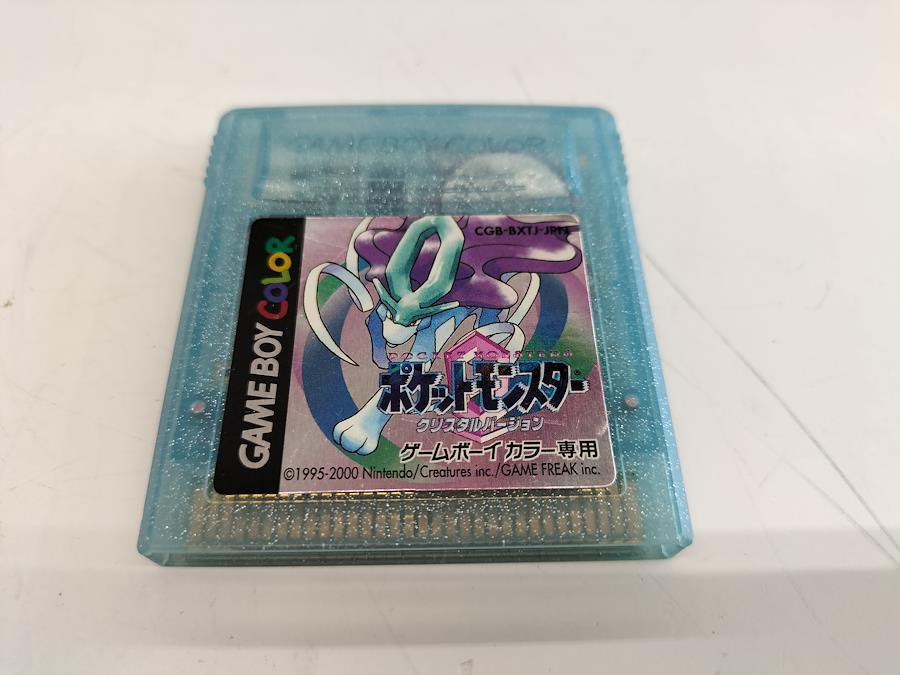 GAME BOY COLOR
GAME BOY COLOR
CGB-BXTJ-JPN
POCKET MONSTERS
ポケットモンスター
クリスタルバージョン
ゲームボーイカラー専用
©1995-2000 Nintendo/Creatures inc./GAME FREAK inc.